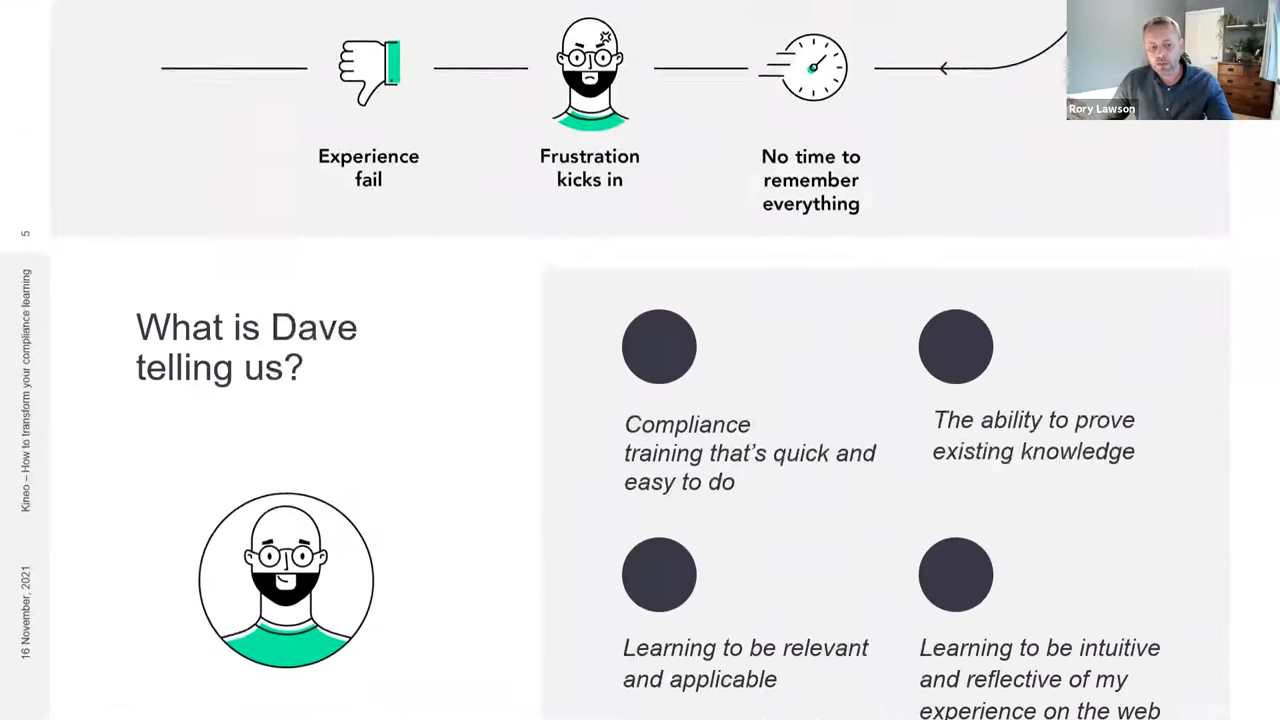 Rory Lawson
Experience
fail
Frustration
kicks in
No time to
remember
everything
5
Kineo – How to transform your compliance learning
16 November, 2021
What is Dave
telling us?
Compliance
training that’s quick and
easy to do
The ability to prove
existing knowledge
Learning to be relevant
and applicable
Learning to be intuitive
and reflective of my
experience on the web